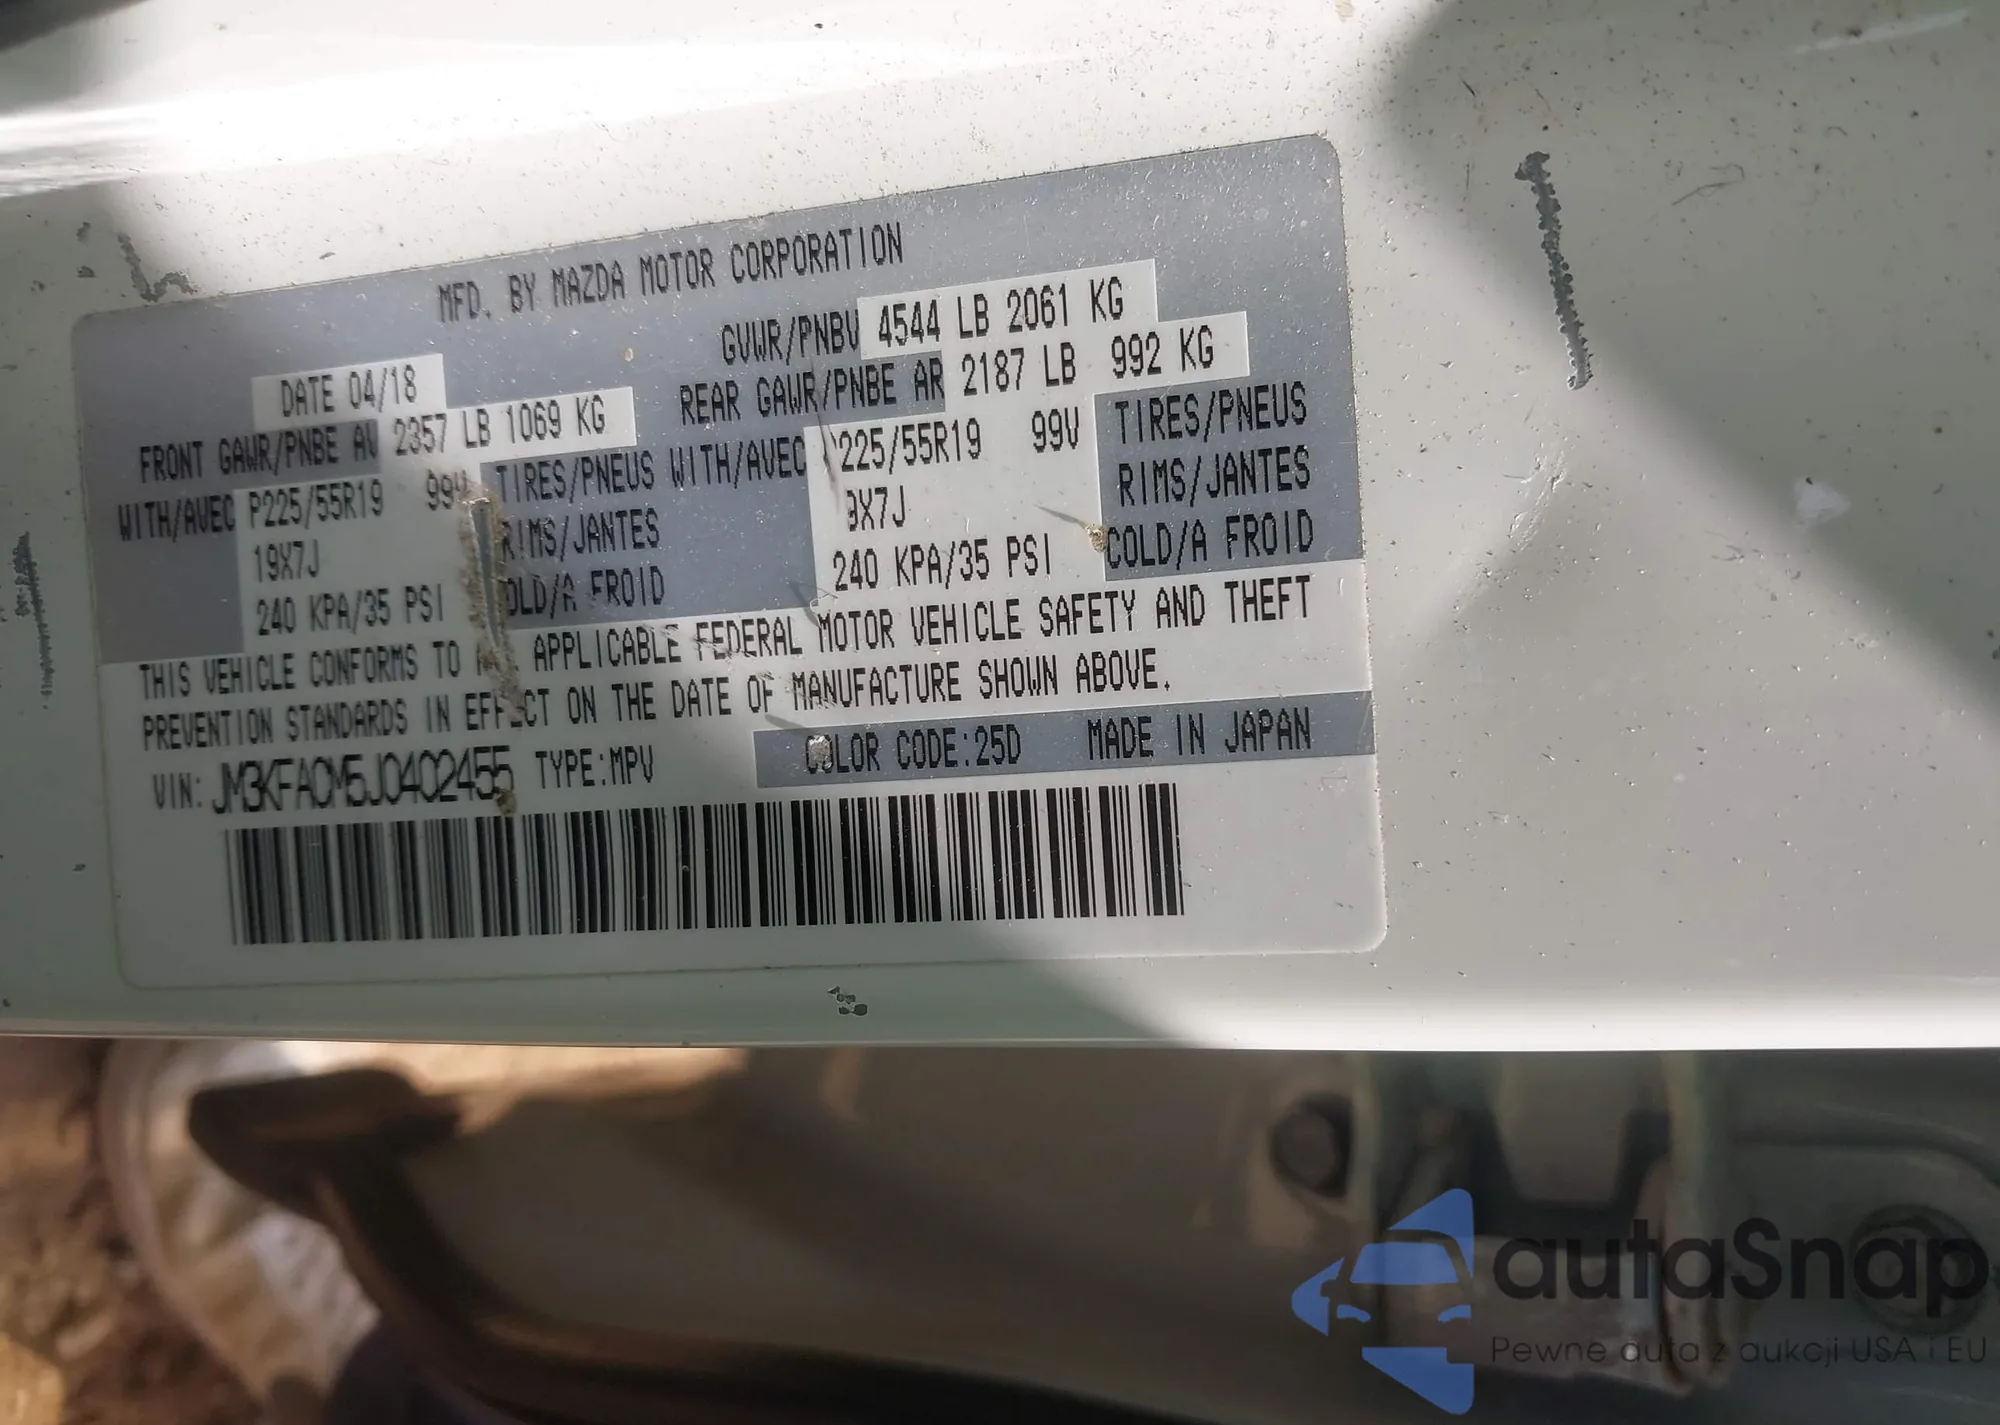 MFD. BY MAZDA MOTOR CORPORATION
DATE 04/18 GVWR/PNBV 4544 LB 2061 KG
FRONT GAWR/PNBE AV 2357 LB 1069 KG REAR GAWR/PNBE AR 2187 LB 992 KG
WITH/AVEC P225/55R19 99V TIRES/PNEUS WITH/AVEC P225/55R19 99V TIRES/PNEUS
19X7J RIMS/JANTES 9X7J RIMS/JANTES
240 KPA/35 PSI OLD/A FROID 240 KPA/35 PSI COLD/A FROID
THIS VEHICLE CONFORMS TO APPLICABLE FEDERAL MOTOR VEHICLE SAFETY AND THEFT
PREVENTION STANDARDS IN EFFECT ON THE DATE OF MANUFACTURE SHOWN ABOVE.
VIN: JM3KFACM5J0402455 TYPE:MPV COLOR CODE:25D MADE IN JAPAN
autaSnap
Pewne auta z aukcji USA i EU